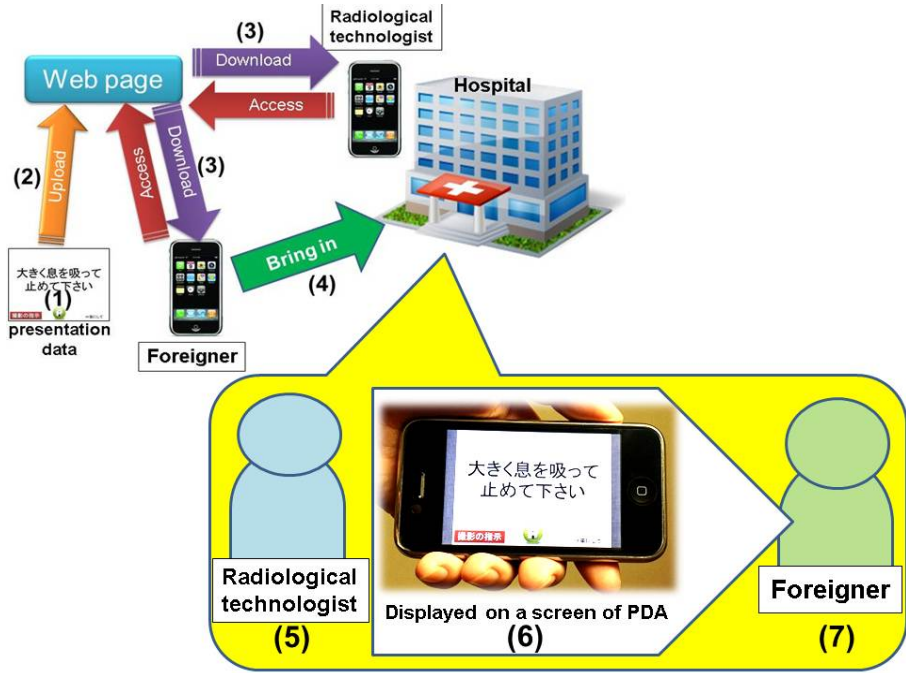 (3)
Radiological
technologist
Download
Web page
Access
Hospital
(2)
Upload
Access
Download
(3)
大きく息を吸って
止めて下さい
(1)
撮影の指示
presentation
data
Bring in
(4)
Foreigner
大きく息を吸って
止めて下さい
撮影の指示
Radiological
technologist
(5)
Displayed on a screen of PDA
(6)
Foreigner
(7)